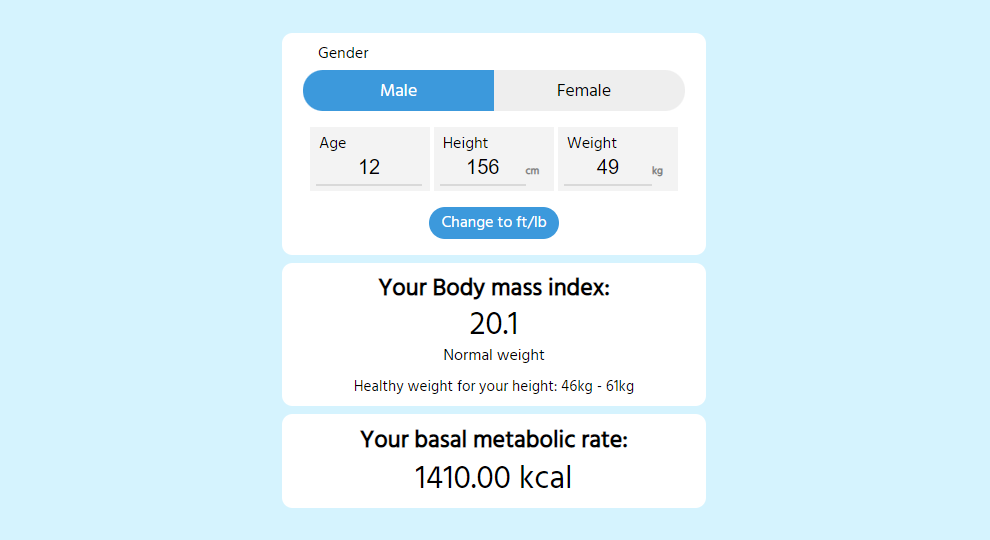 Gender
Male Female
Age Height Weight
12 156 cm 49 kg
Change to ft/lb
Your Body mass index:
20.1
Normal weight
Healthy weight for your height: 46kg - 61kg
Your basal metabolic rate:
1410.00 kcal